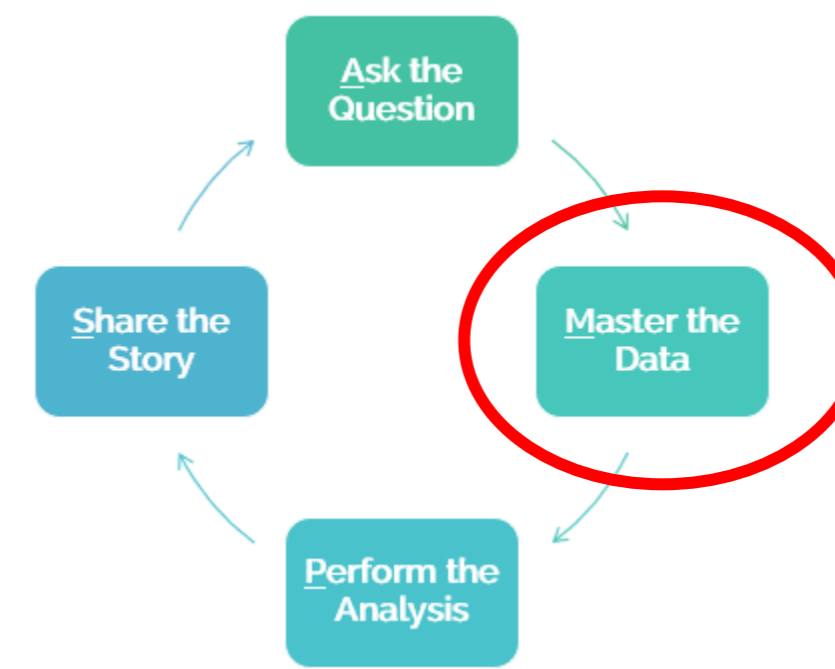 Ask the
Question
Master the
Data
Perform the
Analysis
Share the
Story